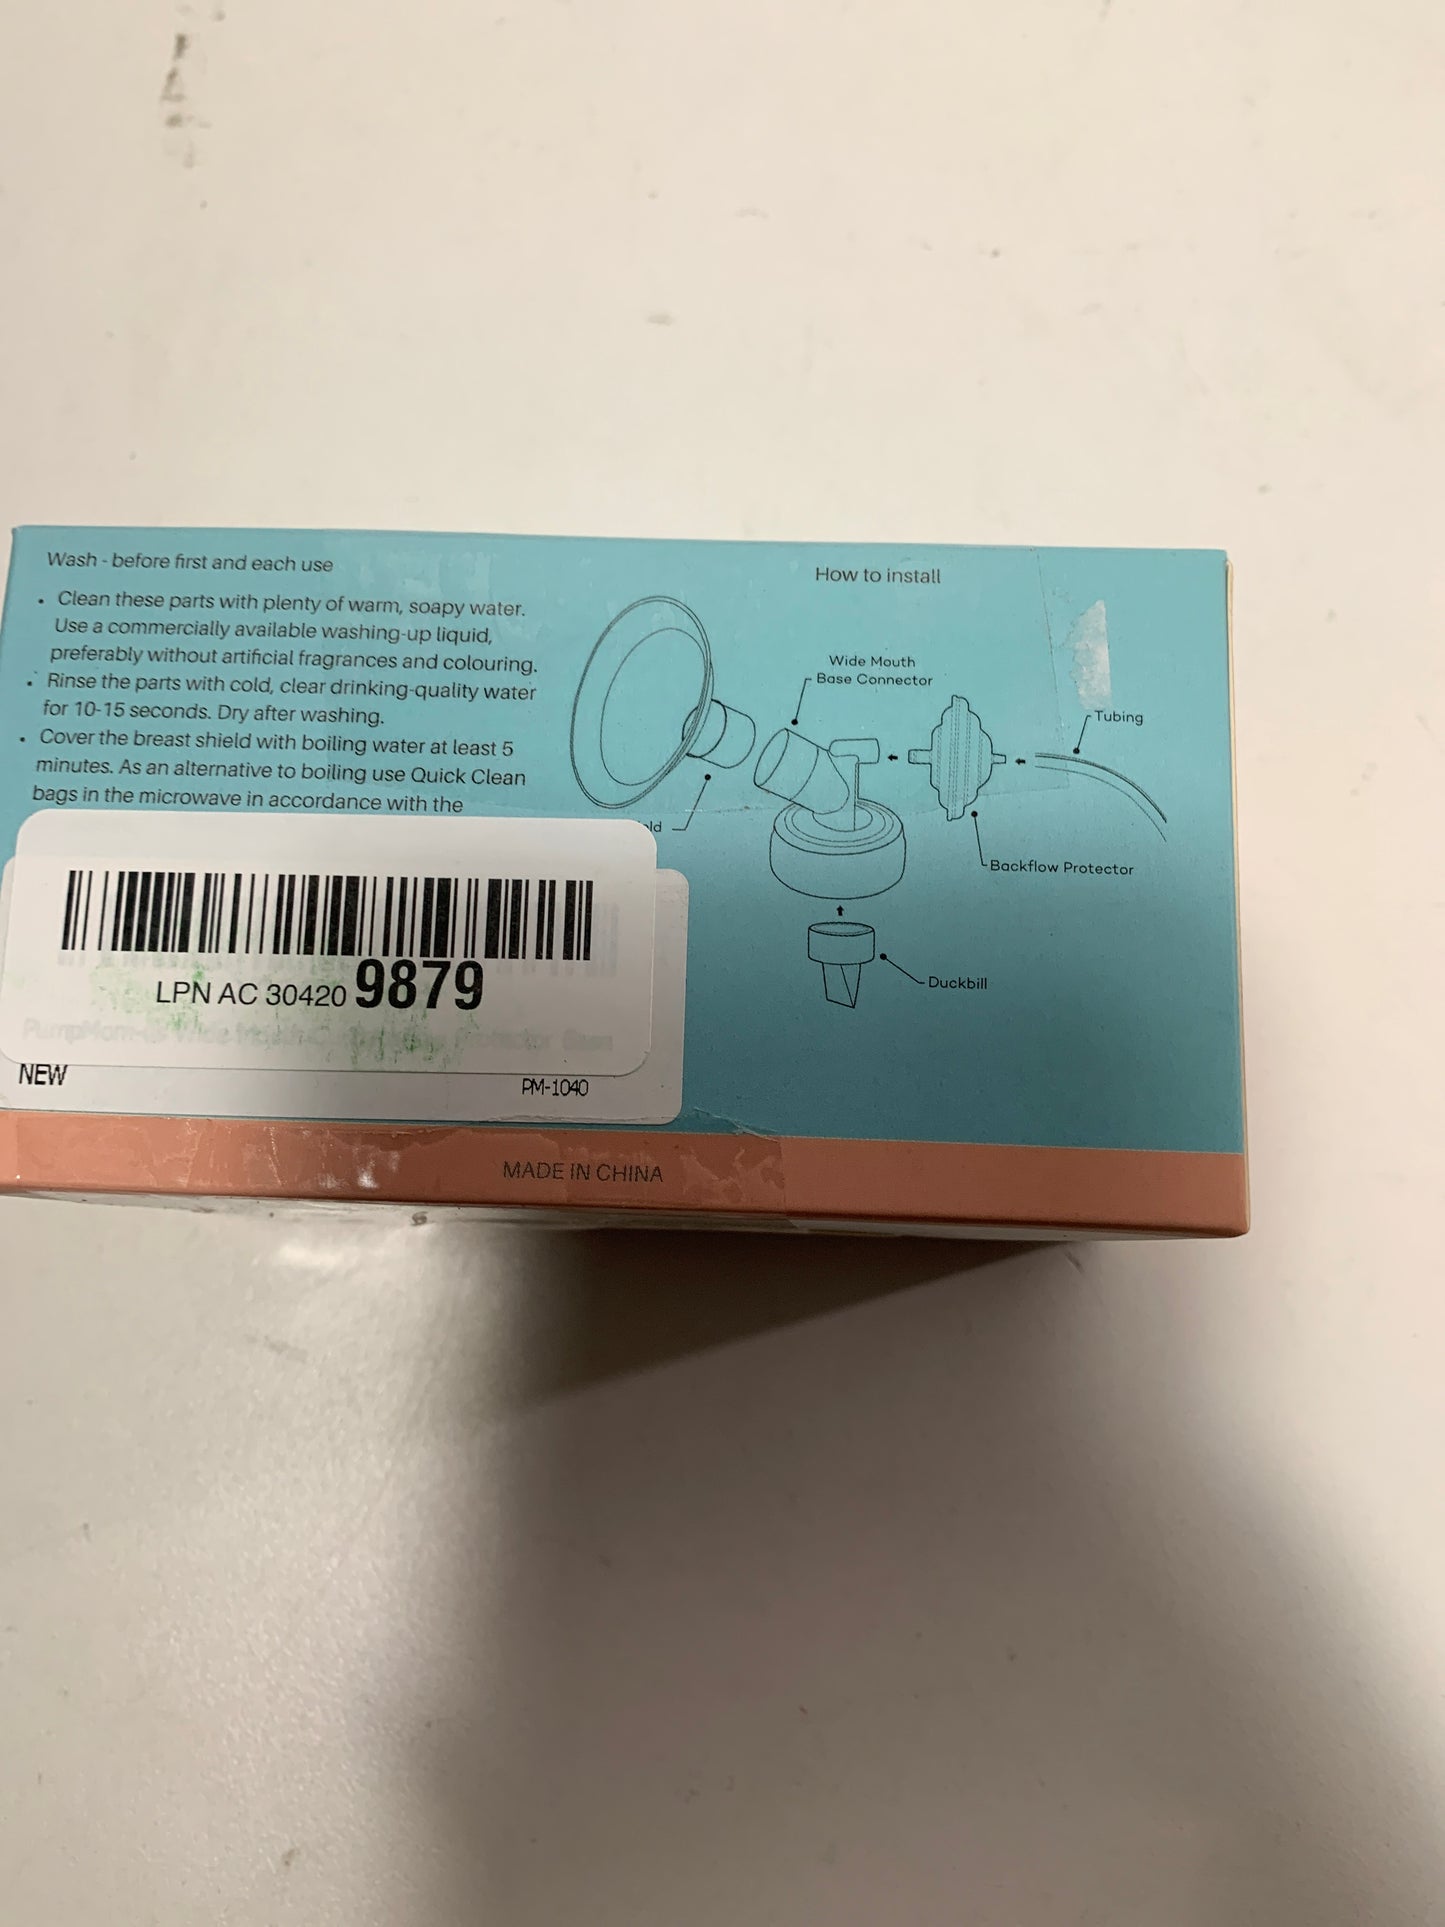 Wash - before first and each use
• Clean these parts with plenty of warm, soapy water.
Use a commercially available washing-up liquid,
preferably without artificial fragrances and colouring.
• Rinse the parts with cold, clear drinking-quality water
for 10-15 seconds. Dry after washing.
• Cover the breast shield with boiling water at least 5
minutes. As an alternative to boiling use Quick Clean
bags in the microwave in accordance with the
LPN AC 30420 9879
NEW
PM-1040
How to install
Wide Mouth
Base Connector
Tubing
Backflow Protector
Duckbill
MADE IN CHINA